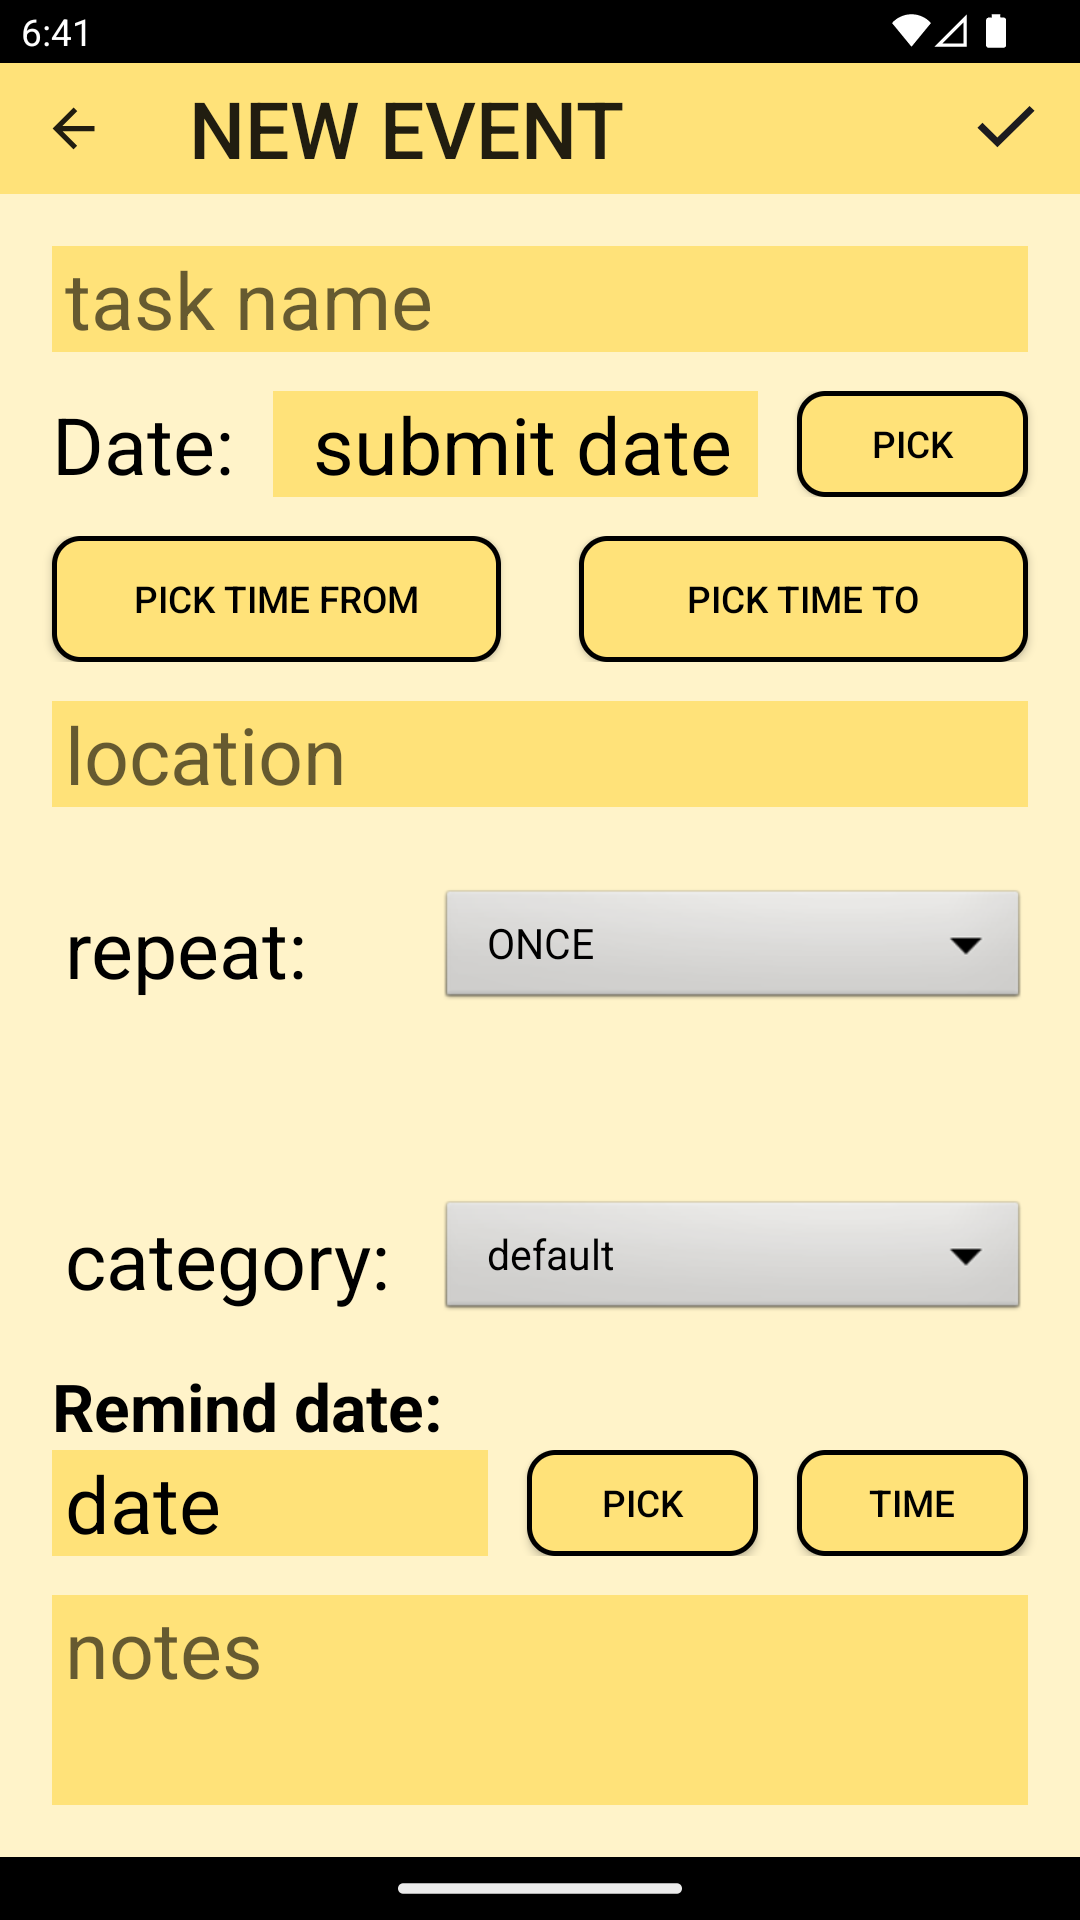 6:41
NEW EVENT
task name
Date: submit date PICK
PICK TIME FROM PICK TIME TO
location
repeat: ONCE
category: default
Remind date:
date PICK TIME
notes